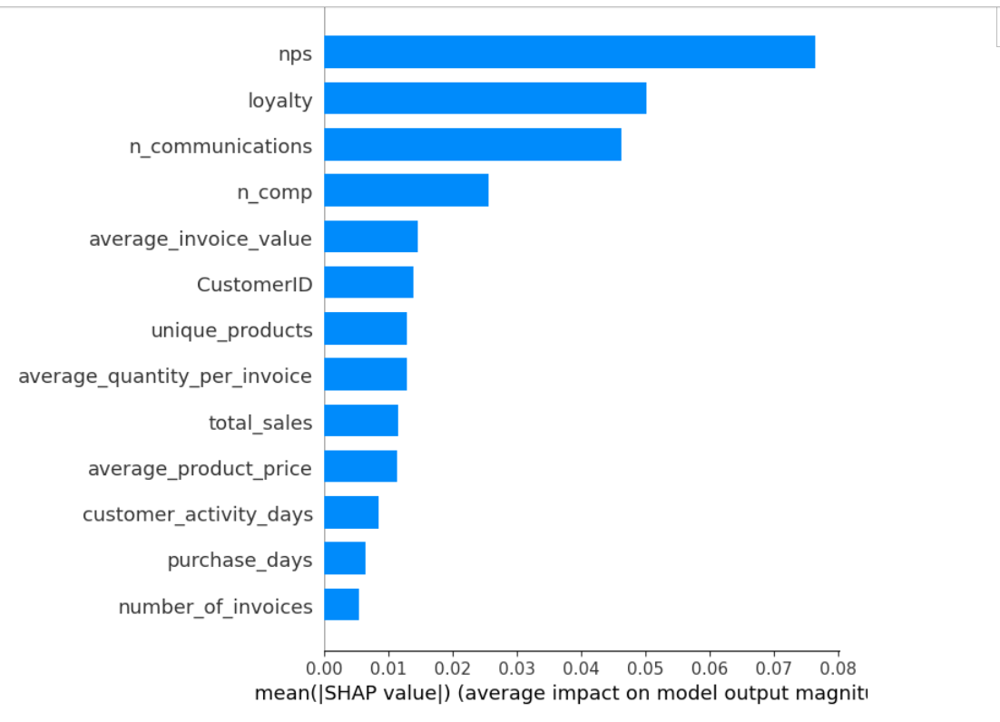 nps
loyalty
n_communications
n_comp
average_invoice_value
CustomerID
unique_products
average_quantity_per_invoice
total_sales
average_product_price
customer_activity_days
purchase_days
number_of_invoices
0.00 0.01 0.02 0.03 0.04 0.05 0.06 0.07 0.08
mean(|SHAP value|) (average impact on model output magnitu